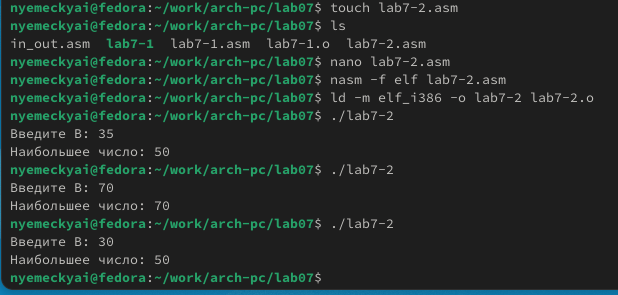 nyemeckyai@fedora:~/work/arch-pc/lab07$ touch lab7-2.asm
nyemeckyai@fedora:~/work/arch-pc/lab07$ ls
in_out.asm lab7-1 lab7-1.asm lab7-1.o lab7-2.asm
nyemeckyai@fedora:~/work/arch-pc/lab07$ nano lab7-2.asm
nyemeckyai@fedora:~/work/arch-pc/lab07$ nasm -f elf lab7-2.asm
nyemeckyai@fedora:~/work/arch-pc/lab07$ ld -m elf_i386 -o lab7-2 lab7-2.o
nyemeckyai@fedora:~/work/arch-pc/lab07$ ./lab7-2
Введите B: 35
Наибольшее число: 50
nyemeckyai@fedora:~/work/arch-pc/lab07$ ./lab7-2
Введите B: 70
Наибольшее число: 70
nyemeckyai@fedora:~/work/arch-pc/lab07$ ./lab7-2
Введите B: 30
Наибольшее число: 50
nyemeckyai@fedora:~/work/arch-pc/lab07$